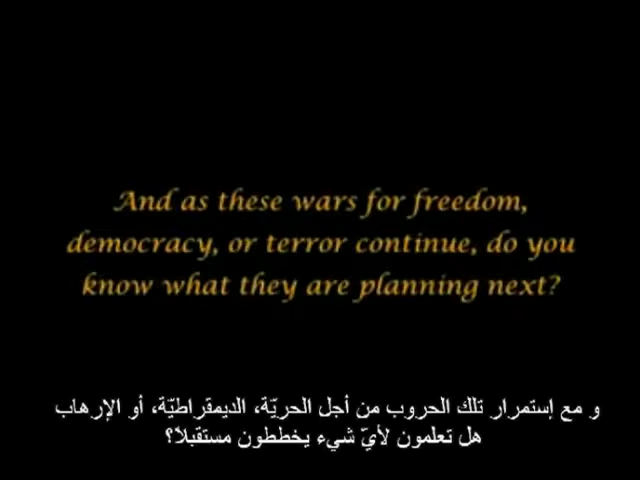 And as these wars for freedom,
democracy, or terror continue, do you
know what they are planning next?
و مع إستمرار تلك الحروب من أجل الحريّة، الديمقراطيّة، أو الإرهاب
هل تعلمون لأيّ شيء يخططون مستقبلاً؟